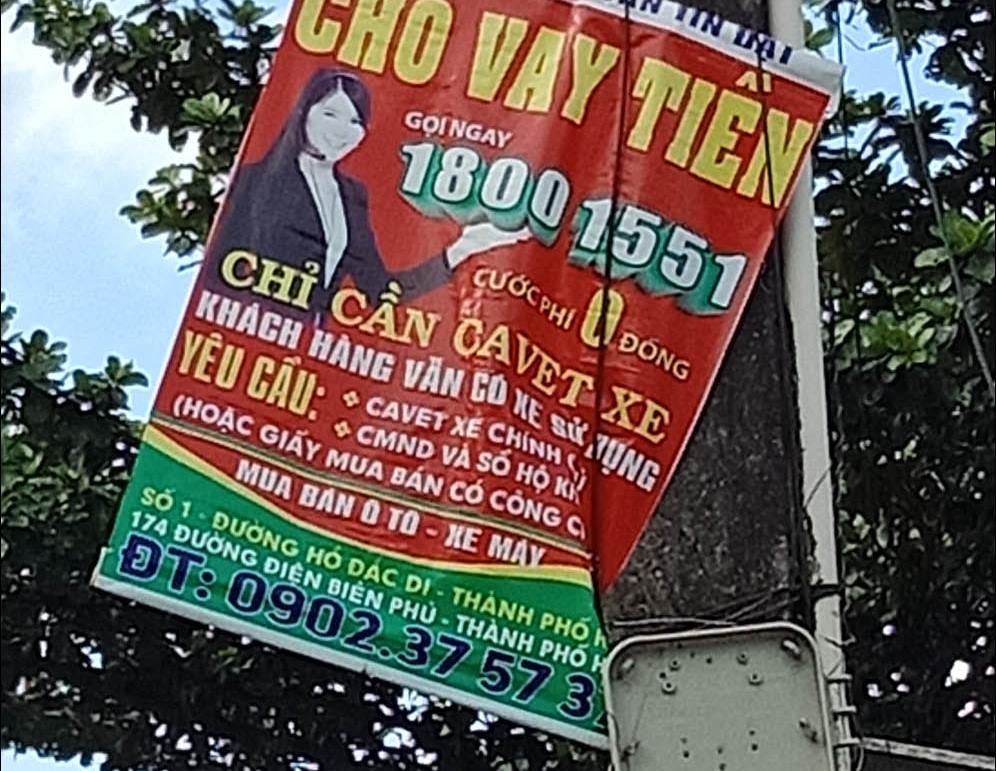 TÍN ĐẠT
CHO VAY TIỀN
GỌI NGAY
1800 1551
CƯỚC PHÍ 0 ĐỒNG
CHỈ CẦN CAVET XE
KHÁCH HÀNG VẪN CÓ XE SỬ DỤNG
YÊU CẦU:
CAVET XE CHÍNH
CMND VÀ SỔ HỘ
(HOẶC GIẤY MUA BÁN CÓ CÔNG
MUA BÁN Ô TÔ - XE MÁY
SỐ 1 - ĐƯỜNG HỒ ĐẮC DI - THÀNH PHỐ
174 ĐƯỜNG ĐIỆN BIÊN PHỦ - THÀNH PHỐ
ĐT: 0902.37 57 3